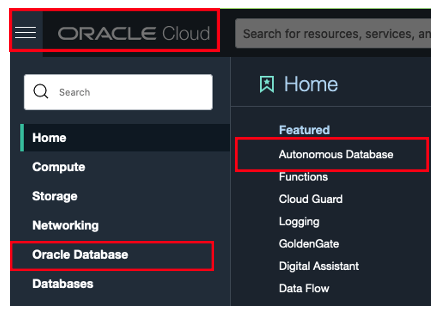 ORACLE Cloud
Search for resources, services, an
Search
Home
Compute
Storage
Networking
Oracle Database
Databases
Home
Featured
Autonomous Database
Functions
Cloud Guard
Logging
GoldenGate
Digital Assistant
Data Flow